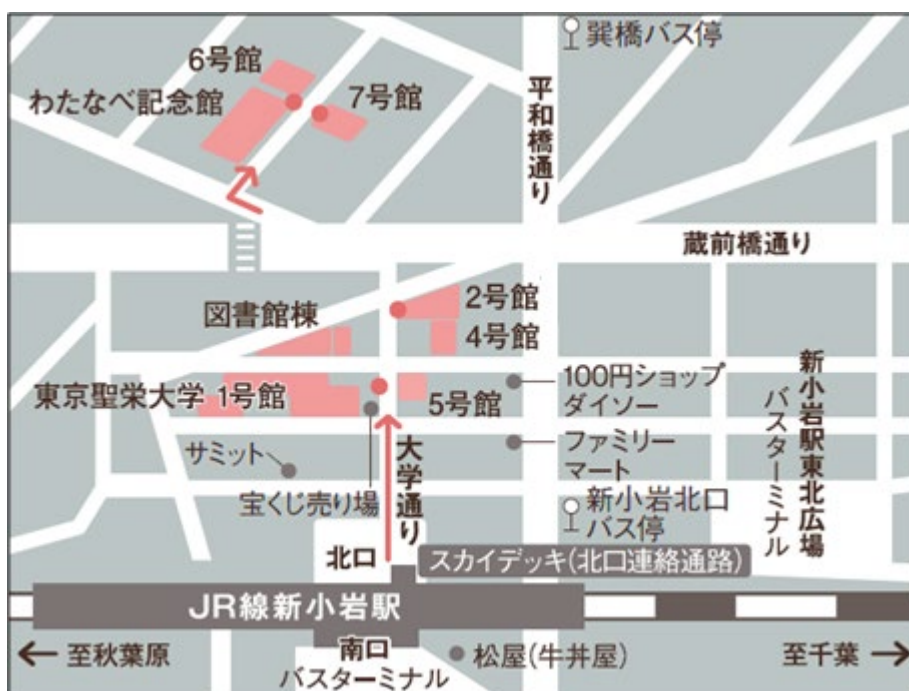 巽橋バス停
6号館
わたなべ記念館
7号館
平和橋通り
蔵前橋通り
図書館棟
2号館
4号館
東京聖栄大学 1号館
5号館
100円ショップ
ダイソー
サミット
宝くじ売り場
大学通り
ファミリー
マート
新小岩駅東北広場
バスターミナル
新小岩北口
バス停
北口
スカイデッキ(北口連絡通路)
JR線新小岩駅
南口
バスターミナル
松屋(牛丼屋)
至秋葉原
至千葉